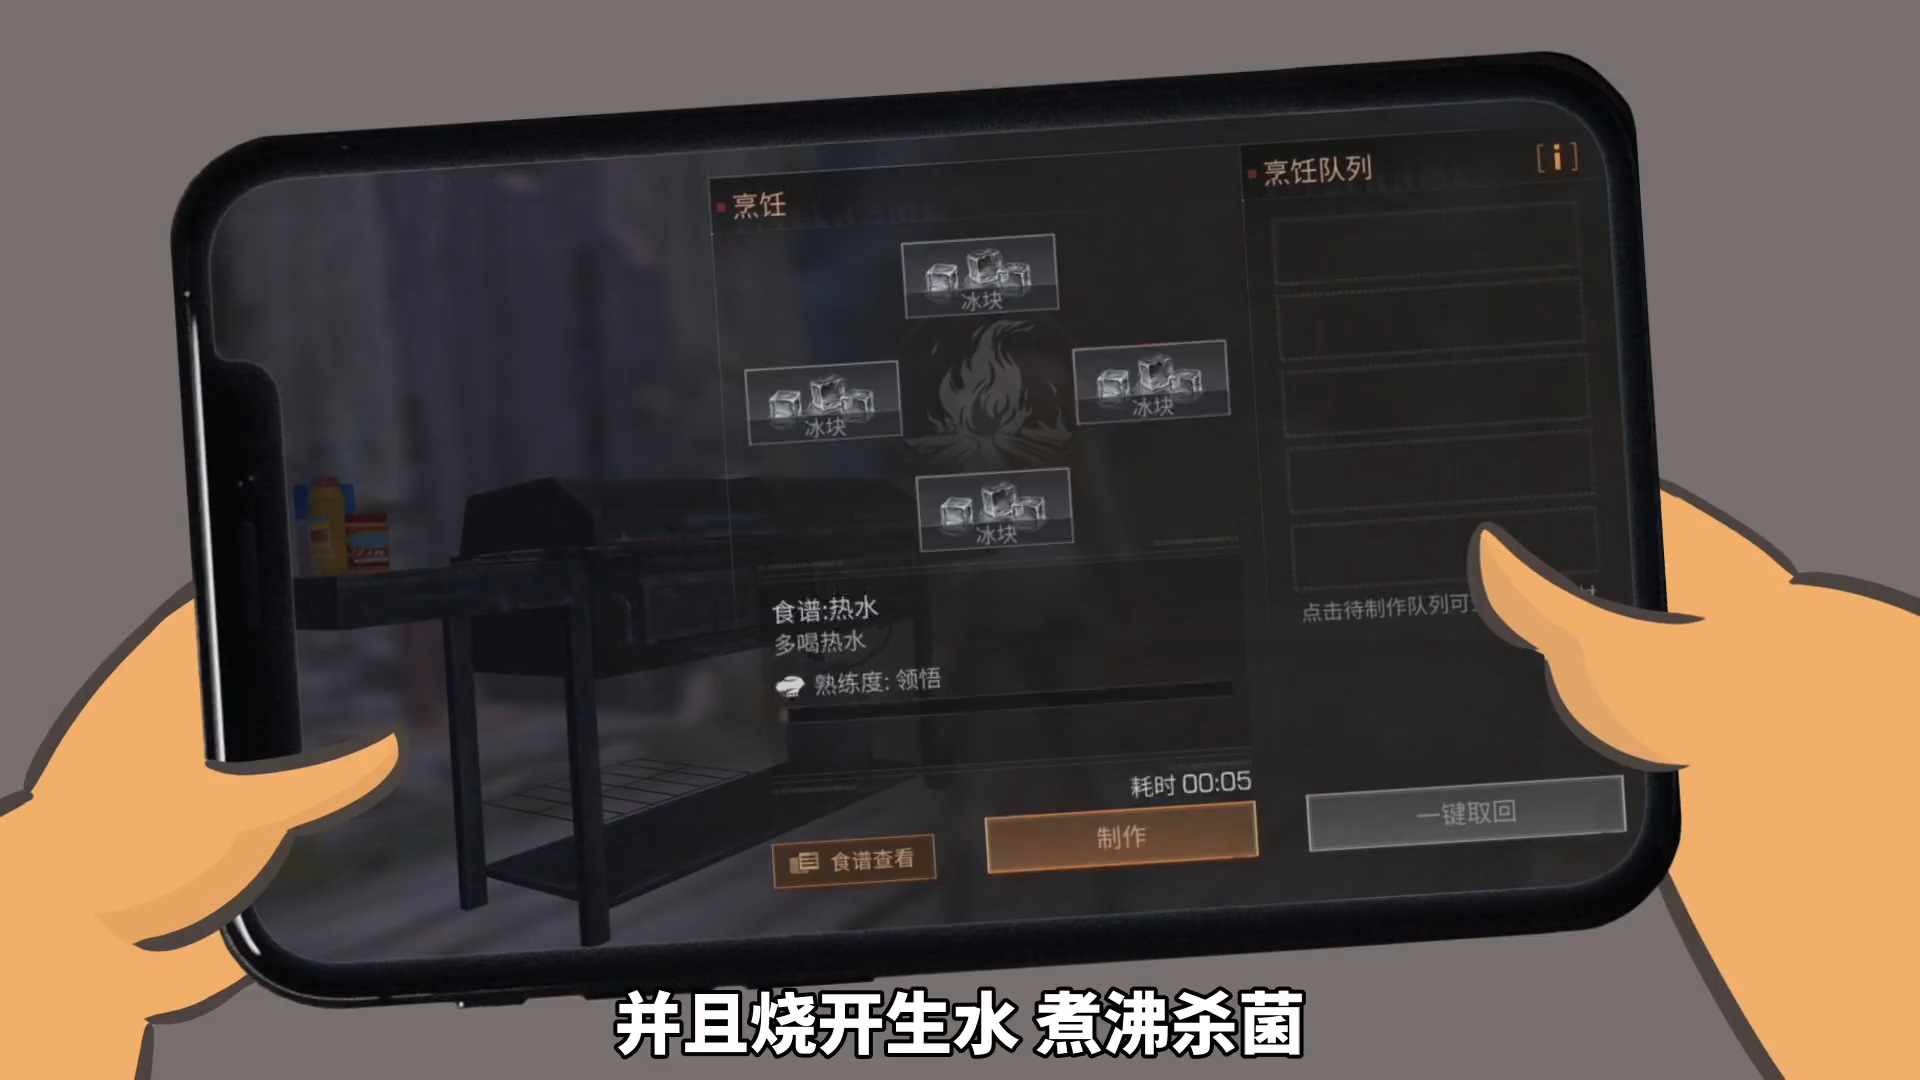 烹饪
烹饪队列
[i]
冰块
冰块
冰块
冰块
食谱:热水
多喝热水
熟练度: 领悟
点击待制作队列可
耗时 00:05
食谱查看
制作
一键取回
并且烧开生水 煮沸杀菌